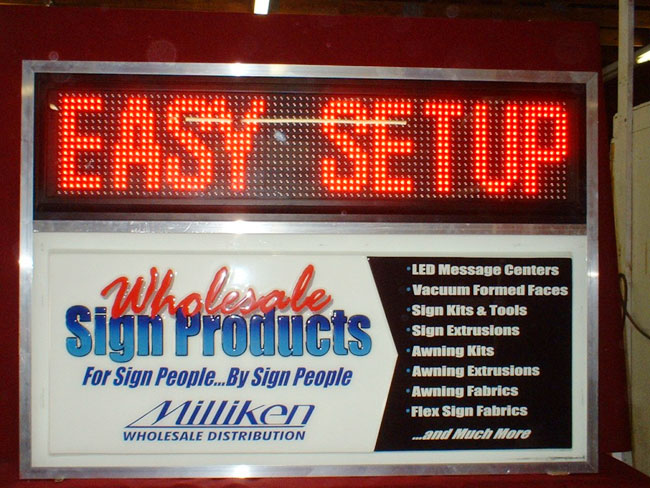 EASY SETUP
Wholesale
Sign Products
For Sign People...By Sign People
Milliken
WHOLESALE DISTRIBUTION
·LED Message Centers
·Vacuum Formed Faces
·Sign Kits & Tools
·Sign Extrusions
·Awning Kits
·Awning Extrusions
·Awning Fabrics
·Flex Sign Fabrics
...and Much More